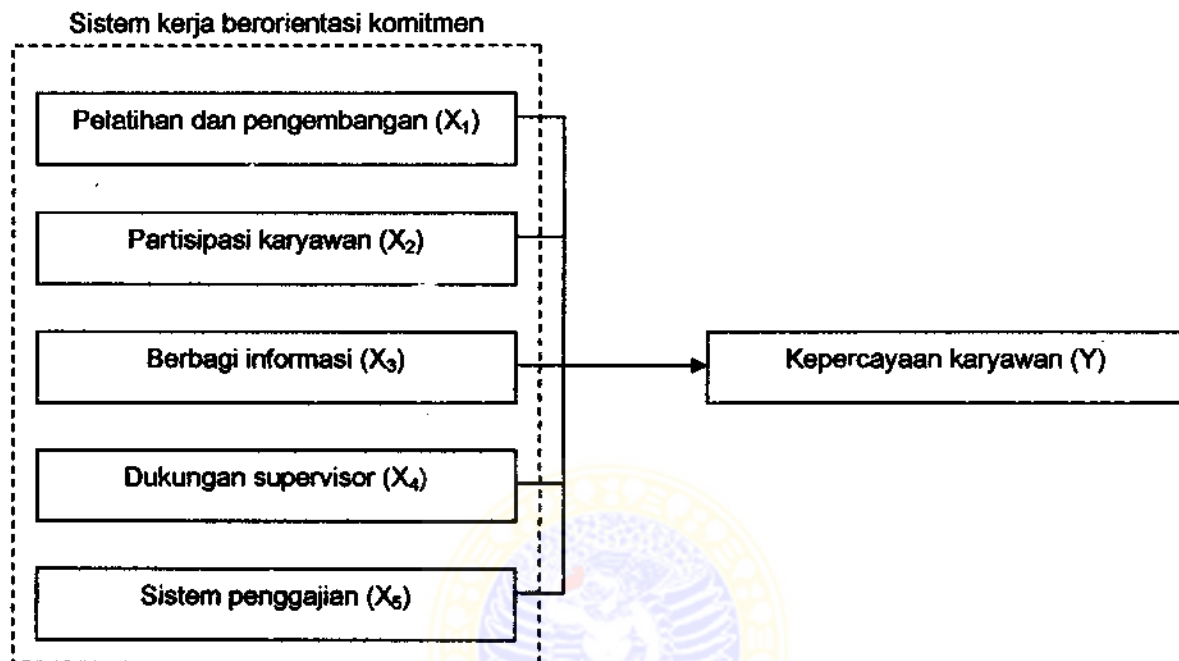 Sistem kerja berorientasi komitmen
Pelatihan dan pengembangan (X₁)
Partisipasi karyawan (X₂)
Berbagi informasi (X₃)
Kepercayaan karyawan (Y)
Dukungan supervisor (X₄)
Sistem penggajian (X₅)